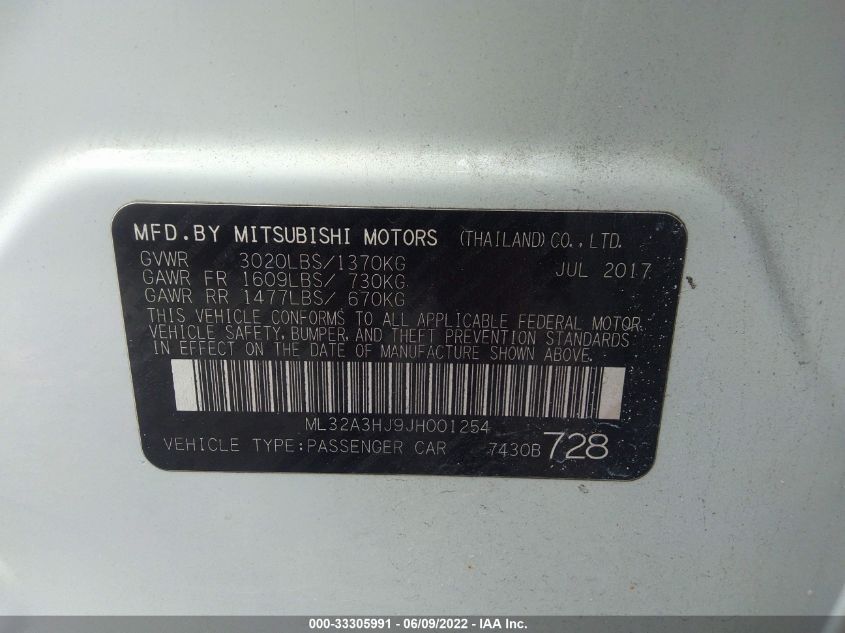 MFD.BY MITSUBISHI MOTORS (THAILAND)CO.,LTD.
GVWR 3020LBS/1370KG JUL 2017
GAWR FR 1609LBS/ 730KG
GAWR RR 1477LBS/ 670KG
THIS VEHICLE CONFORMS TO ALL APPLICABLE FEDERAL MOTOR
VEHICLE SAFETY,BUMPER,AND THEFT PREVENTION STANDARDS
IN EFFECT ON THE DATE OF MANUFACTURE SHOWN ABOVE.
ML32A3HJ9JH001254
VEHICLE TYPE:PASSENGER CAR 7430B 728
000-33305991 - 06/09/2022 - IAA Inc.